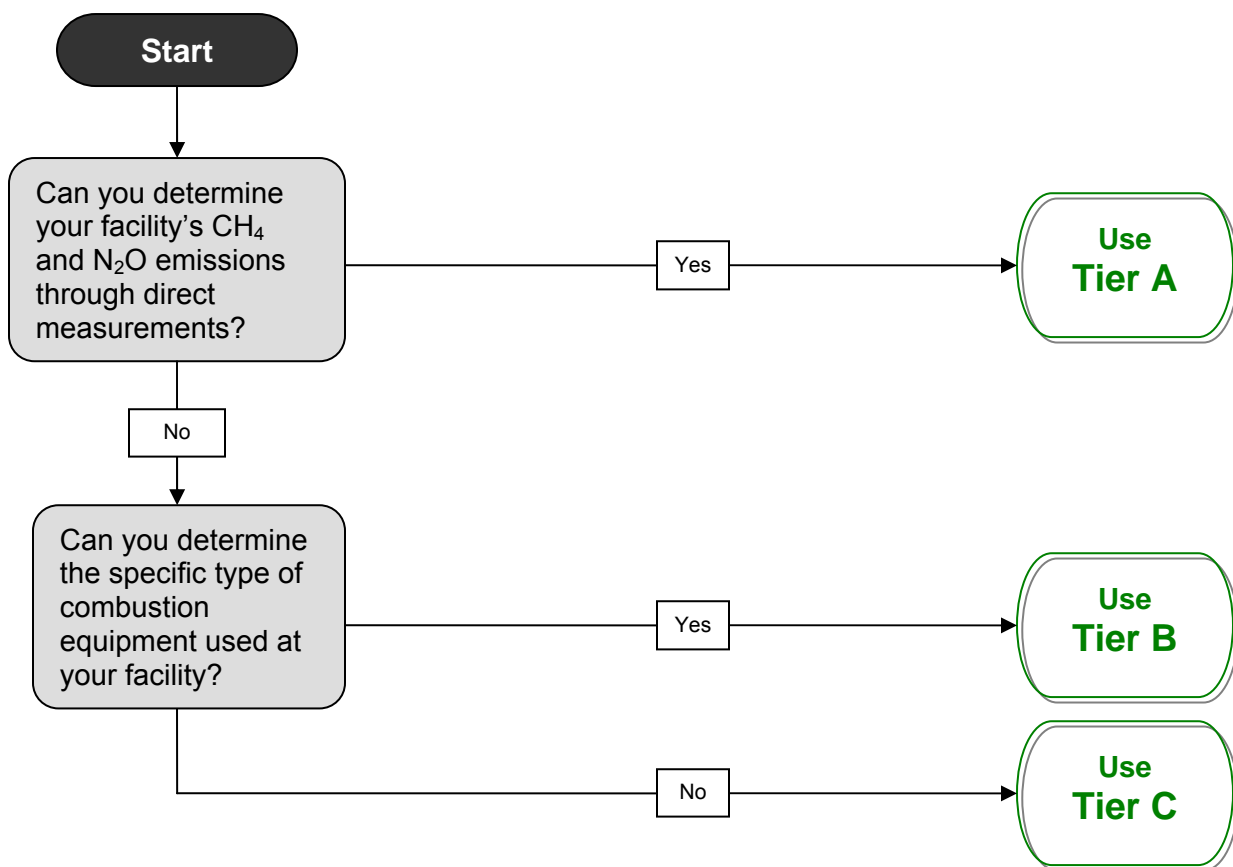 Start
Can you determine
your facility’s CH₄
and N₂O emissions
through direct
measurements?
Yes
Use
Tier A
No
Can you determine
the specific type of
combustion
equipment used at
your facility?
Yes
Use
Tier B
No
Use
Tier C